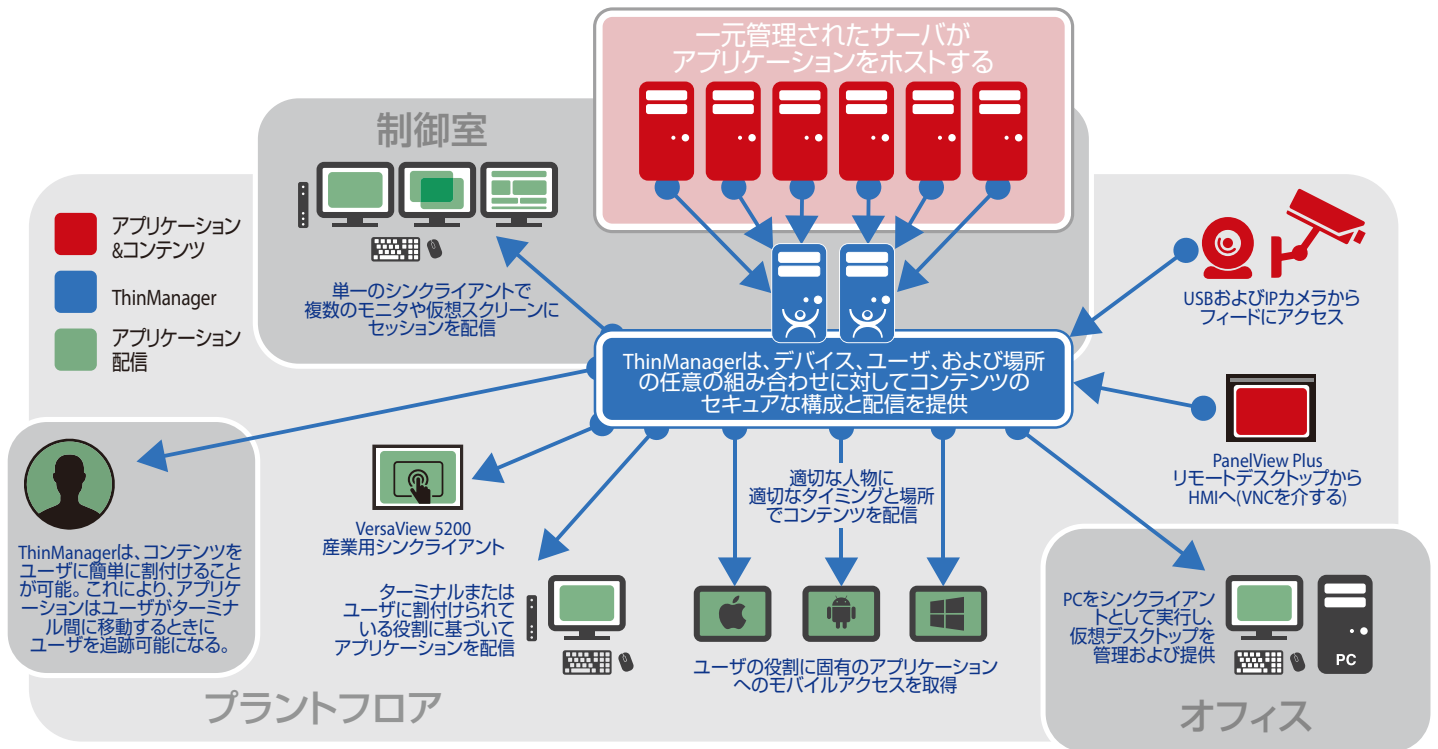 一元管理されたサーバが
アプリケーションをホストする
制御室
アプリケーション
&コンテンツ
ThinManager
アプリケーション
配信
単一のシンクライアントで
複数のモニタや仮想スクリーンに
セッションを配信
USBおよびIPカメラから
フィードにアクセス
ThinManagerは、デバイス、ユーザ、および場所
の任意の組み合わせに対してコンテンツの
セキュアな構成と配信を提供
PanelView Plus
リモートデスクトップから
HMIへ(VNCを介する)
適切な人物に
適切なタイミングと場所
でコンテンツを配信
VersaView 5200
産業用シンクライアント
ThinManagerは、コンテンツを
ユーザに簡単に割付けること
が可能。これにより、アプリケ
ーションはユーザがターミナ
ル間に移動するときに
ユーザを追跡可能になる。
ターミナルまたは
ユーザに割付けられて
いる役割に基づいて
アプリケーションを配信
ユーザの役割に固有のアプリケーション
へのモバイルアクセスを取得
PCをシンクライアン
トとして実行し、
仮想デスクトップを
管理および提供
PC
プラントフロア
オフィス